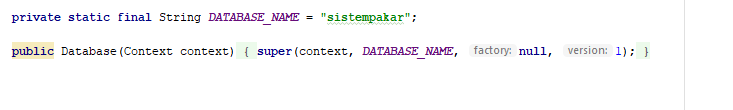 private static final String DATABASE_NAME = "sistempakar";
public Database(Context context) { super(context, DATABASE_NAME, factory: null, version: 1); }